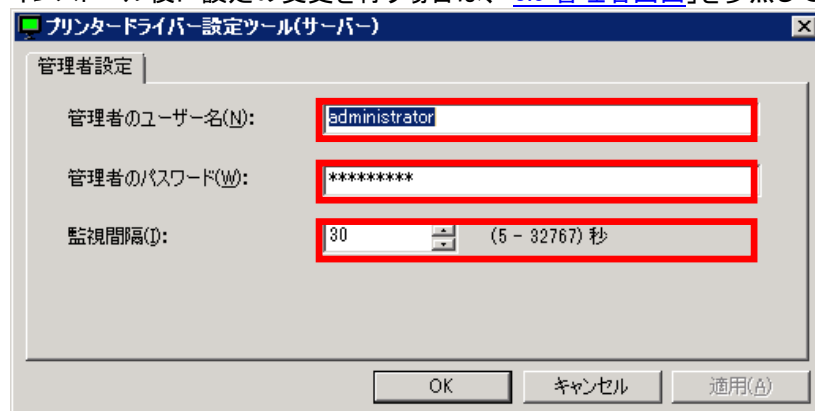 プリンタードライバー設定ツール(サーバー)
管理者設定
管理者のユーザー名(N):
administrator
管理者のパスワード(W):
*********
監視間隔(I):
30
(5 - 32767) 秒
OK
キャンセル
適用(A)